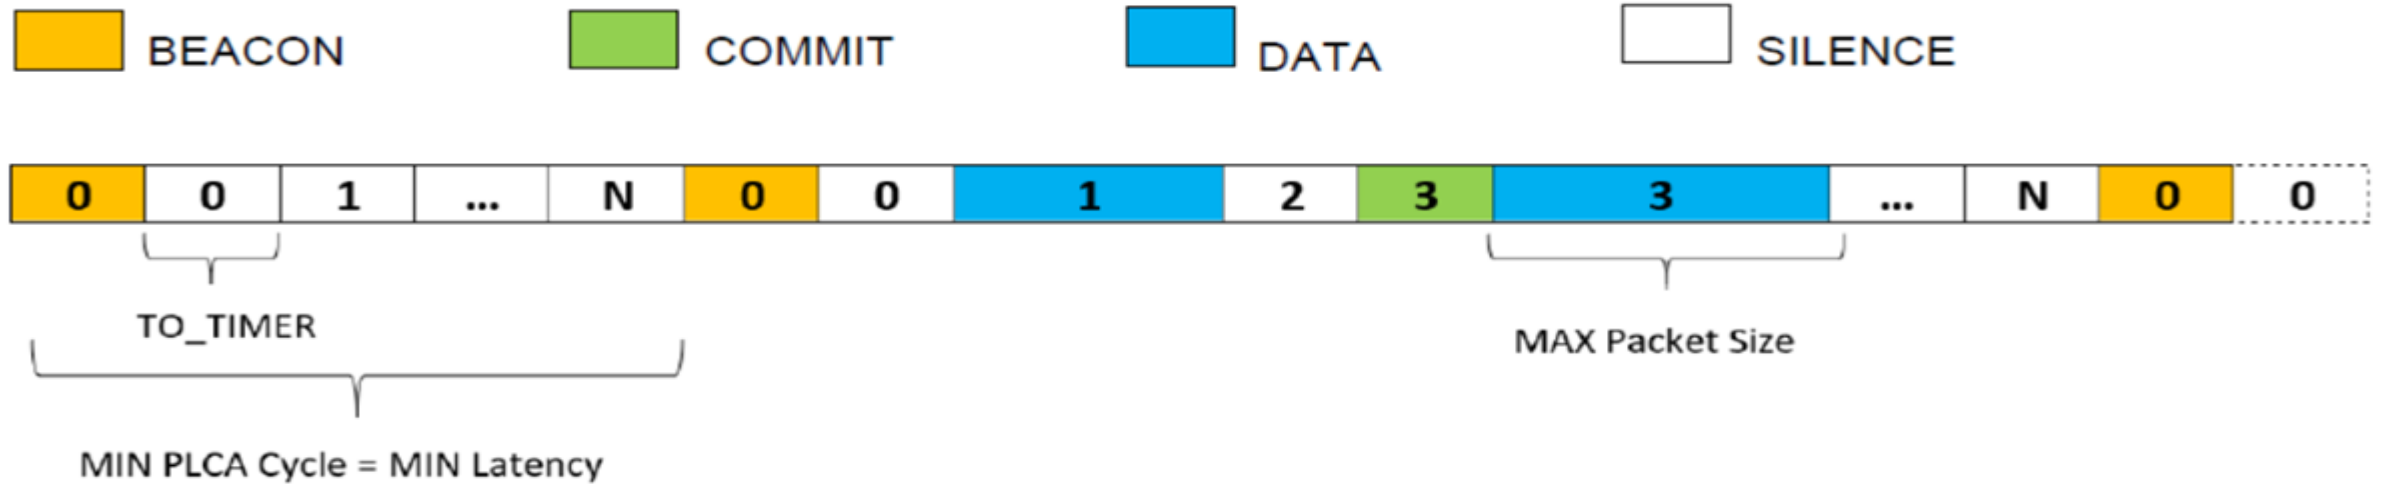 BEACON COMMIT DATA SILENCE
0 0 1 ... N 0 0 1 2 3 3 ... N 0 0
TO_TIMER
MAX Packet Size
MIN PLCA Cycle = MIN Latency